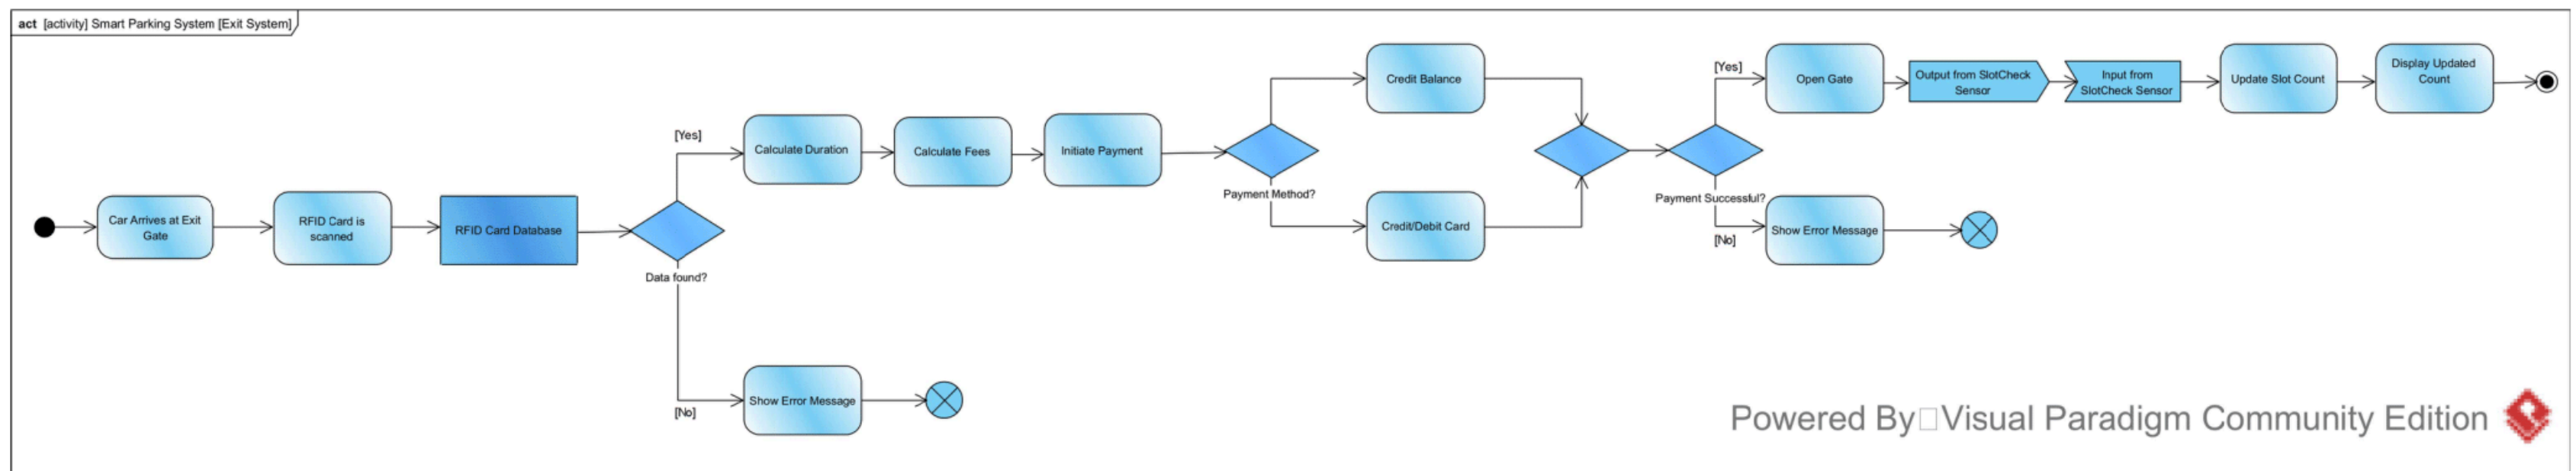 act [activity] Smart Parking System [Exit System]
Car Arrives at Exit
Gate
RFID Card is
scanned
RFID Card Database
Data found?
[Yes]
Calculate Duration
Calculate Fees
Initiate Payment
[No]
Show Error Message
Payment Method?
Credit Balance
Credit/Debit Card
Payment Successful?
[Yes]
Open Gate
Output from SlotCheck
Sensor
Input from
SlotCheck Sensor
Update Slot Count
Display Updated
Count
[No]
Show Error Message
Powered By Visual Paradigm Community Edition